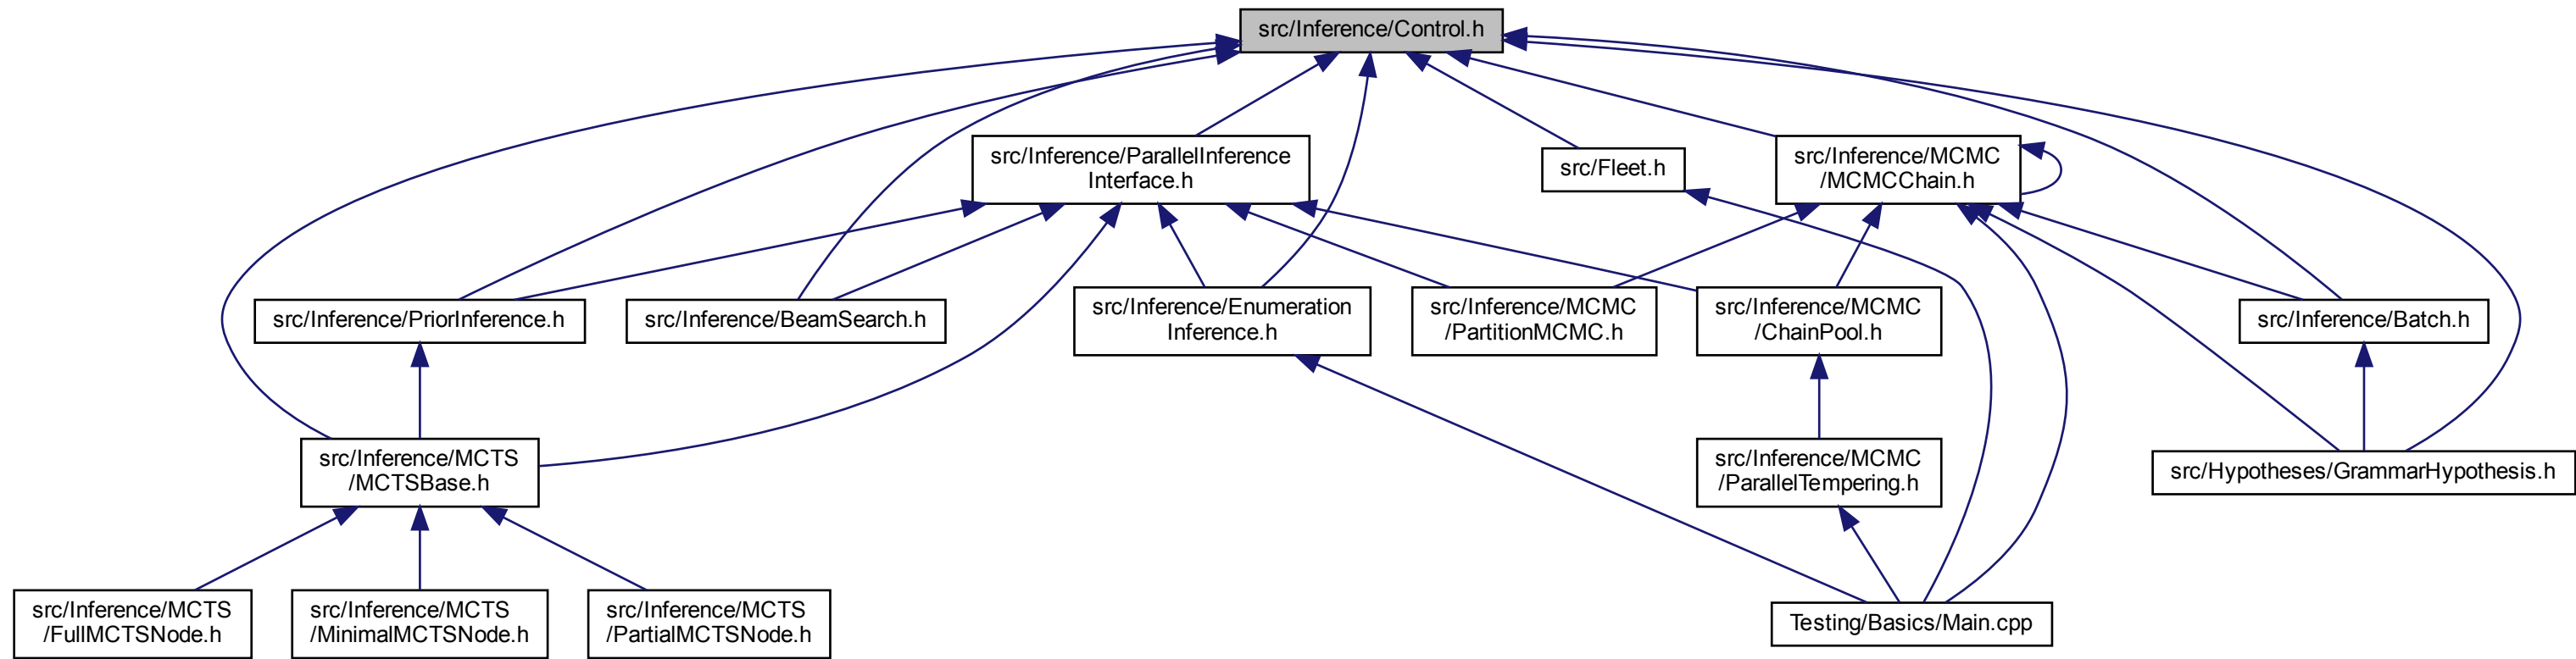 src/Inference/Control.h
src/Inference/ParallelInference
Interface.h
src/Fleet.h
src/Inference/MCMC
/MCMCChain.h
src/Inference/PriorInference.h
src/Inference/BeamSearch.h
src/Inference/Enumeration
Inference.h
src/Inference/MCMC
/PartitionMCMC.h
src/Inference/MCMC
/ChainPool.h
src/Inference/Batch.h
src/Inference/MCTS
/MCTSBase.h
src/Inference/MCMC
/ParallelTempering.h
src/Hypotheses/GrammarHypothesis.h
src/Inference/MCTS
/FullMCTSNode.h
src/Inference/MCTS
/MinimalMCTSNode.h
src/Inference/MCTS
/PartialMCTSNode.h
Testing/Basics/Main.cpp